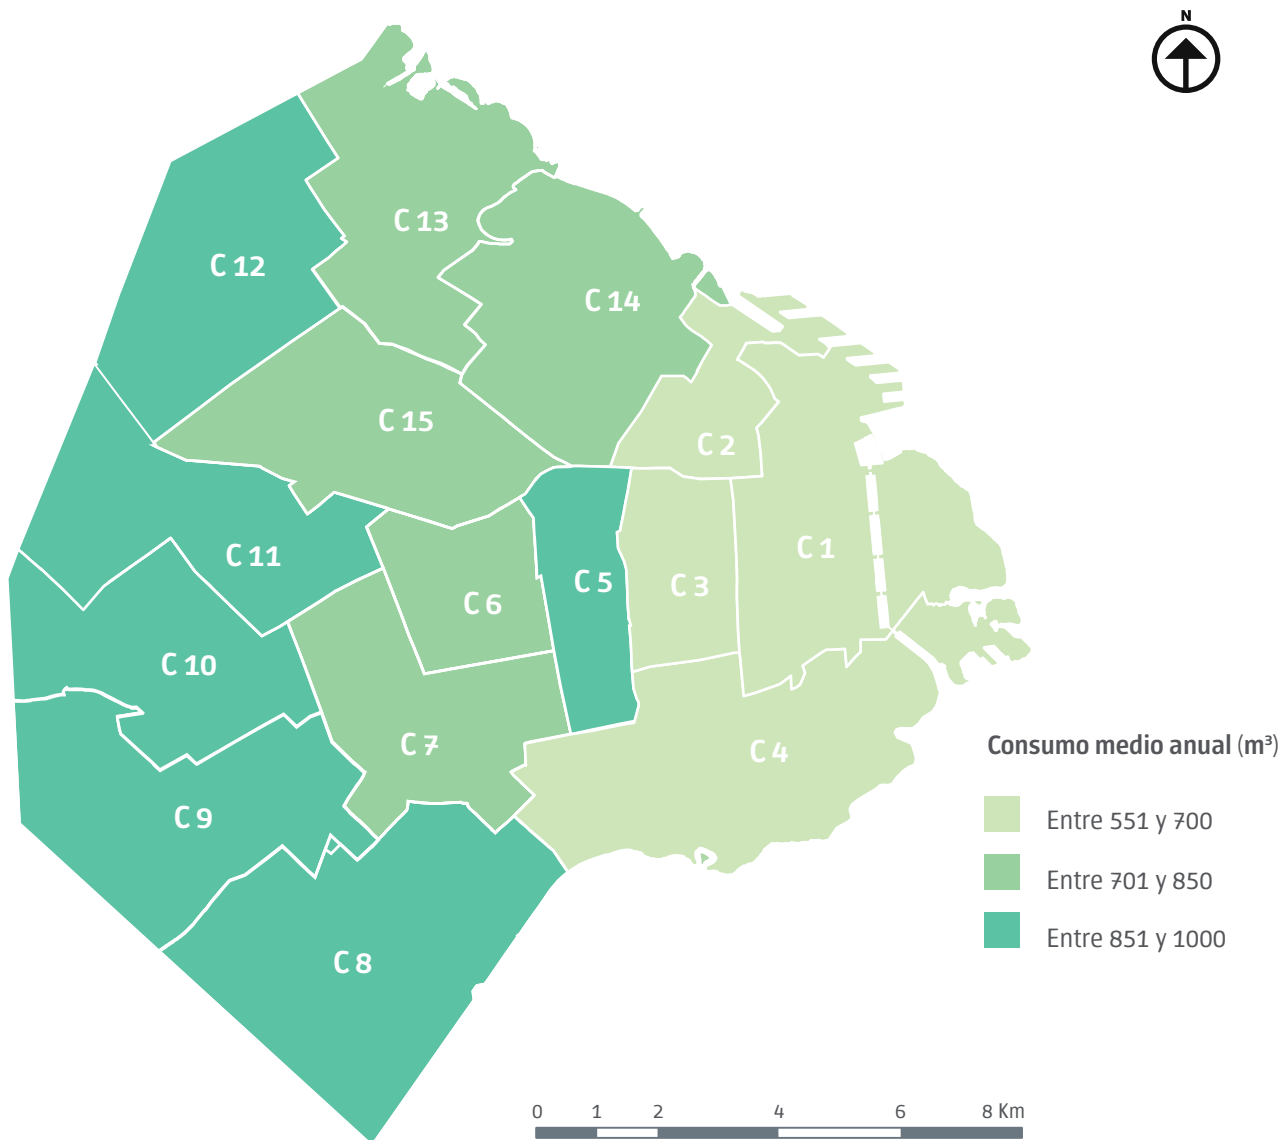 N
C 13
C 12
C 14
C 15
C 2
C 1
C 11
C 5
C 3
C 6
C 10
C 7
C 4
C 9
C 8
Consumo medio anual (m³)
Entre 551 y 700
Entre 701 y 850
Entre 851 y 1000
0 1 2 4 6 8 Km